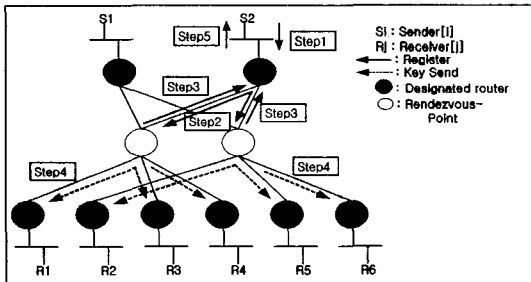 S1
S2
Step5
Step1
Si : Sender[i]
Rj : Receiver[j]
: Register
: Key Send
: Designated router
: Rendezvous-
Point
Step3
Step2
Step3
Step4
Step4
R1
R2
R3
R4
R5
R6